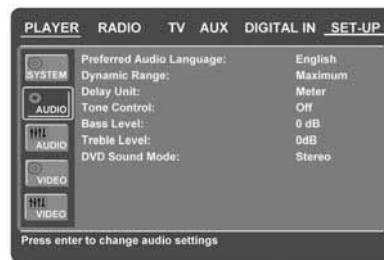 PLAYER RADIO TV AUX DIGITAL IN SET-UP
SYSTEM
AUDIO
AUDIO
VIDEO
VIDEO
Preferred Audio Language: English
Dynamic Range: Maximum
Delay Unit: Meter
Tone Control: Off
Bass Level: 0 dB
Treble Level: 0dB
DVD Sound Mode: Stereo
Press enter to change audio settings